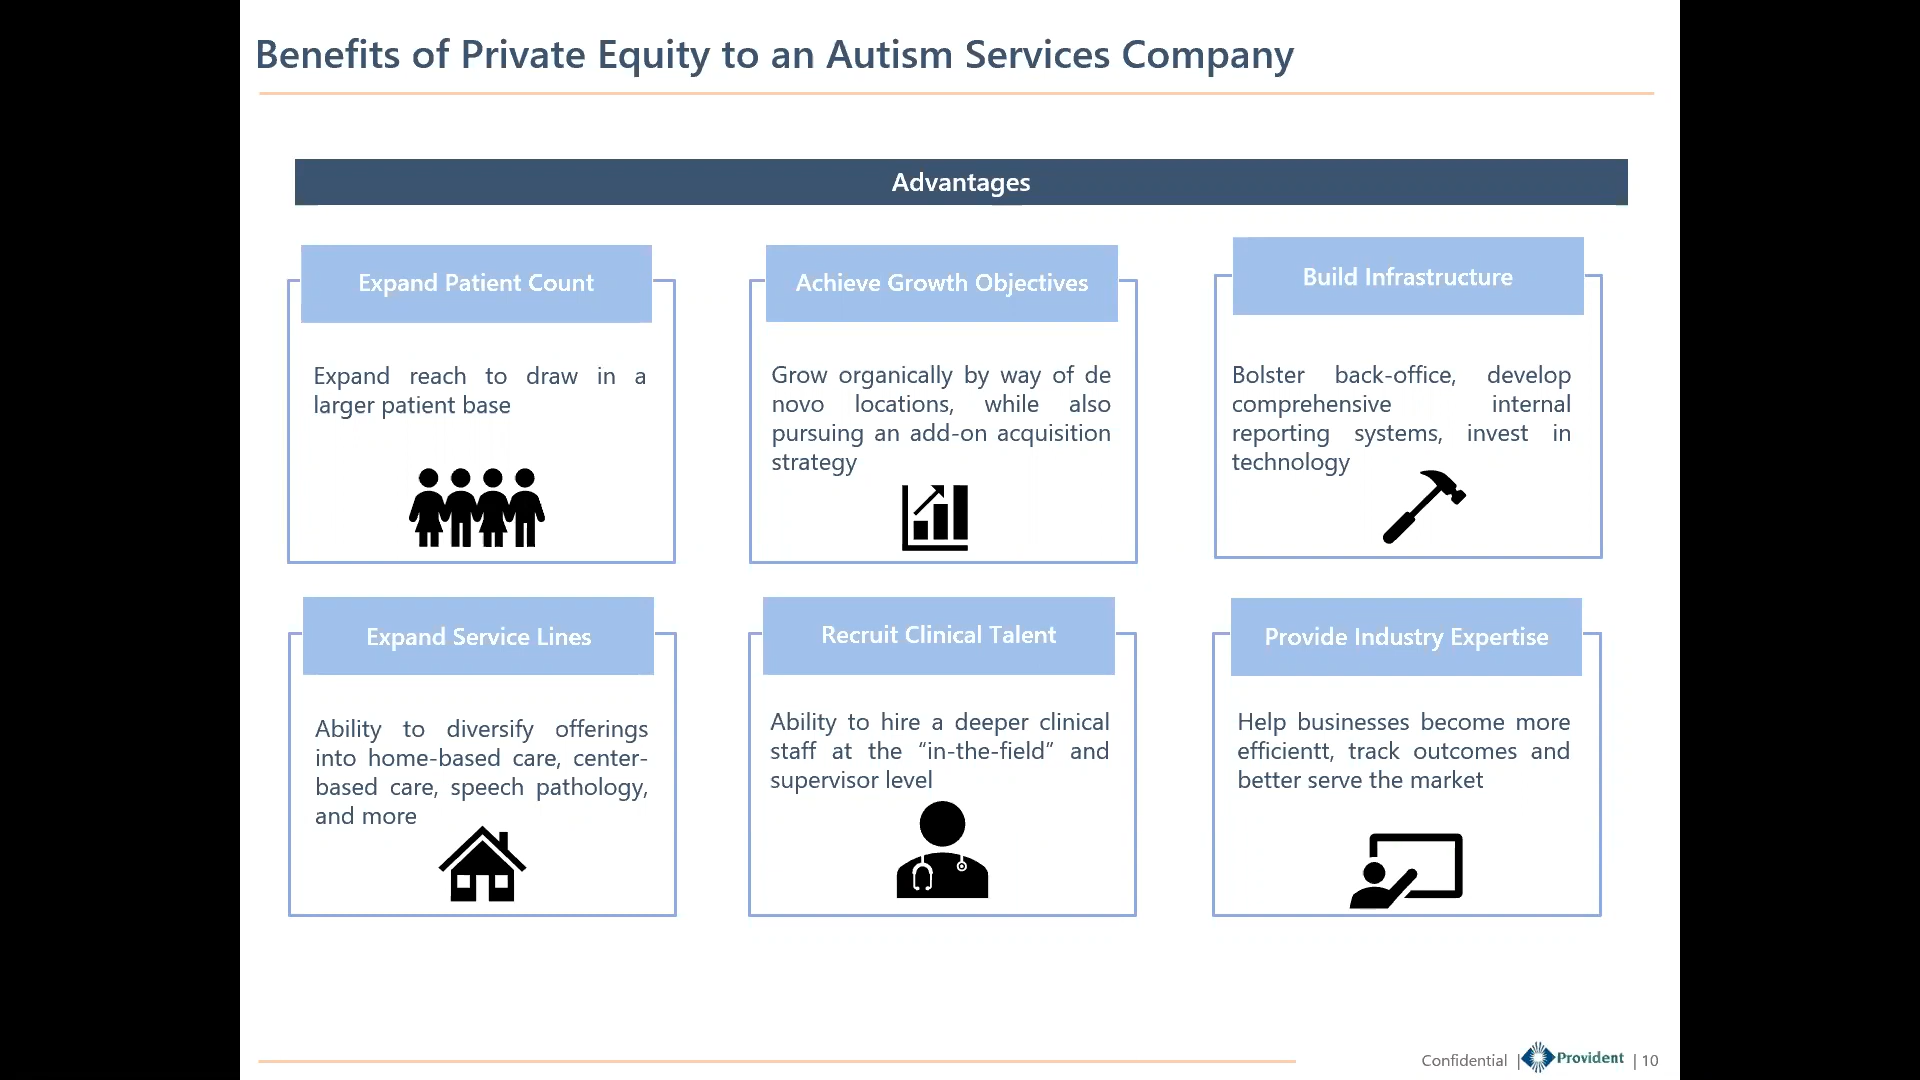 Benefits of Private Equity to an Autism Services Company
Advantages
Expand Patient Count
Expand reach to draw in a
larger patient base
Achieve Growth Objectives
Grow organically by way of de
novo locations, while also
pursuing an add-on acquisition
strategy
Build Infrastructure
Bolster back-office, develop
comprehensive internal
reporting systems, invest in
technology
Expand Service Lines
Ability to diversify offerings
into home-based care, center-
based care, speech pathology,
and more
Recruit Clinical Talent
Ability to hire a deeper clinical
staff at the “in-the-field” and
supervisor level
Provide Industry Expertise
Help businesses become more
efficientt, track outcomes and
better serve the market
Confidential | Provident | 10